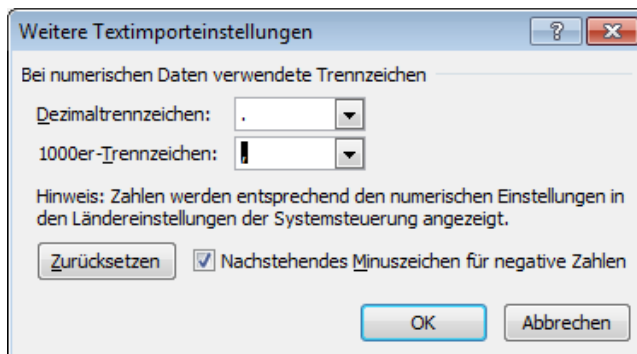 Weitere Textimporteinstellungen
Bei numerischen Daten verwendete Trennzeichen
Dezimaltrennzeichen: .
1000er-Trennzeichen: ,
Hinweis: Zahlen werden entsprechend den numerischen Einstellungen in
den Ländereinstellungen der Systemsteuerung angezeigt.
Zurücksetzen Nachstehendes Minuszeichen für negative Zahlen
OK Abbrechen